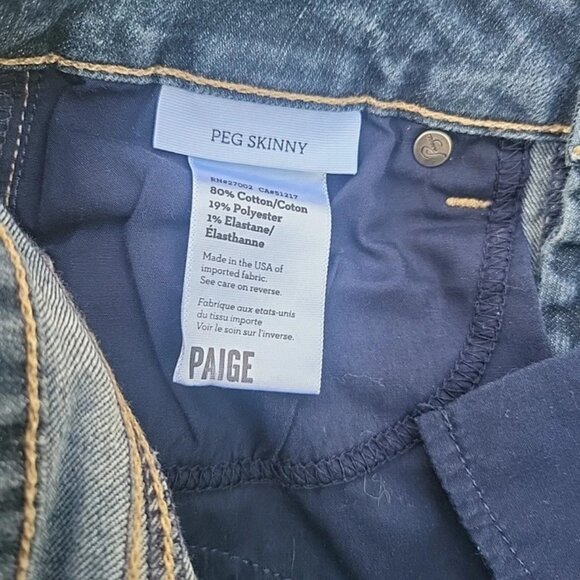 PEG SKINNY
RN#27002 CA#51217
80% Cotton/Coton
19% Polyester
1% Elastane/
Élasthanne
Made in the USA of
imported fabric.
See care on reverse.
Fabrique aux etats-unis
du tissu importe
Voir le soin sur l'inverse.
PAIGE